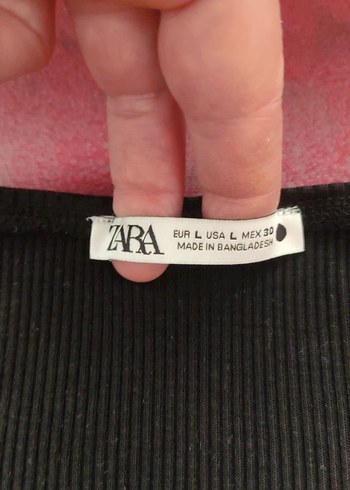 ZARA
EUR L USA L MEX 30
MADE IN BANGLADESH